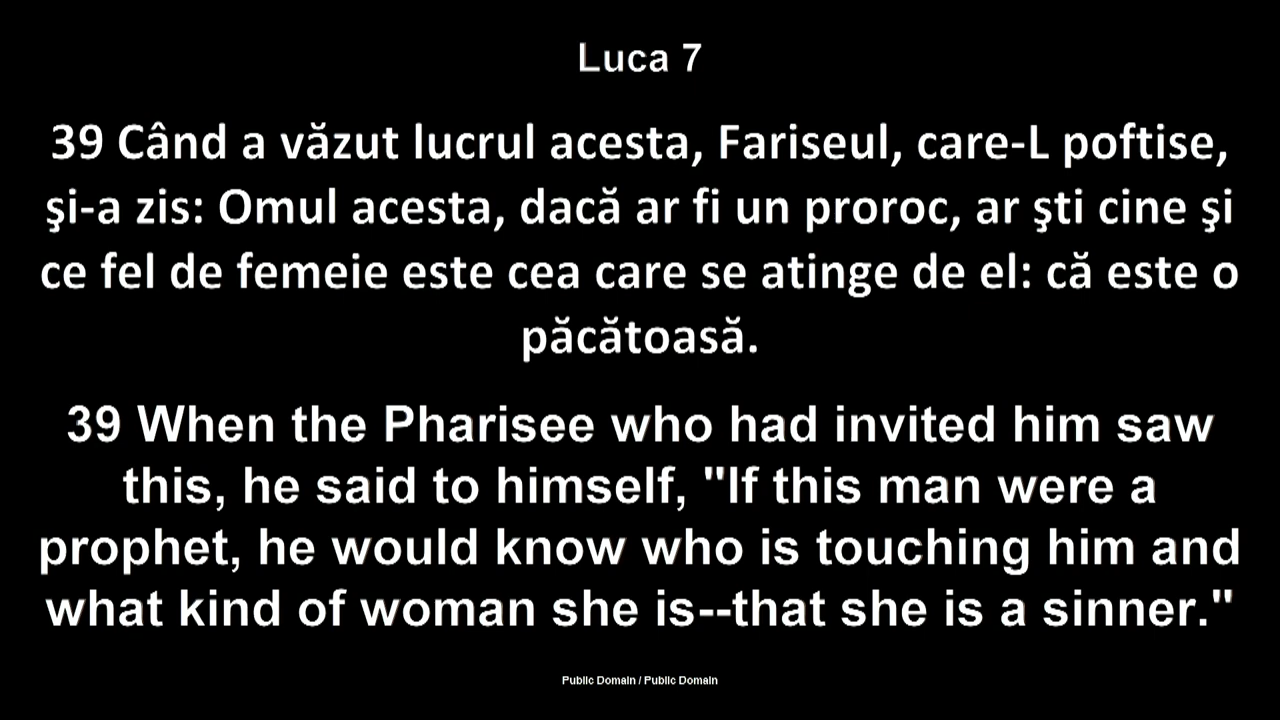 Luca 7
39 Când a văzut lucrul acesta, Fariseul, care-L poftise,
şi-a zis: Omul acesta, dacă ar fi un proroc, ar şti cine şi
ce fel de femeie este cea care se atinge de el: că este o
păcătoasă.
39 When the Pharisee who had invited him saw
this, he said to himself, "If this man were a
prophet, he would know who is touching him and
what kind of woman she is--that she is a sinner."
Public Domain / Public Domain